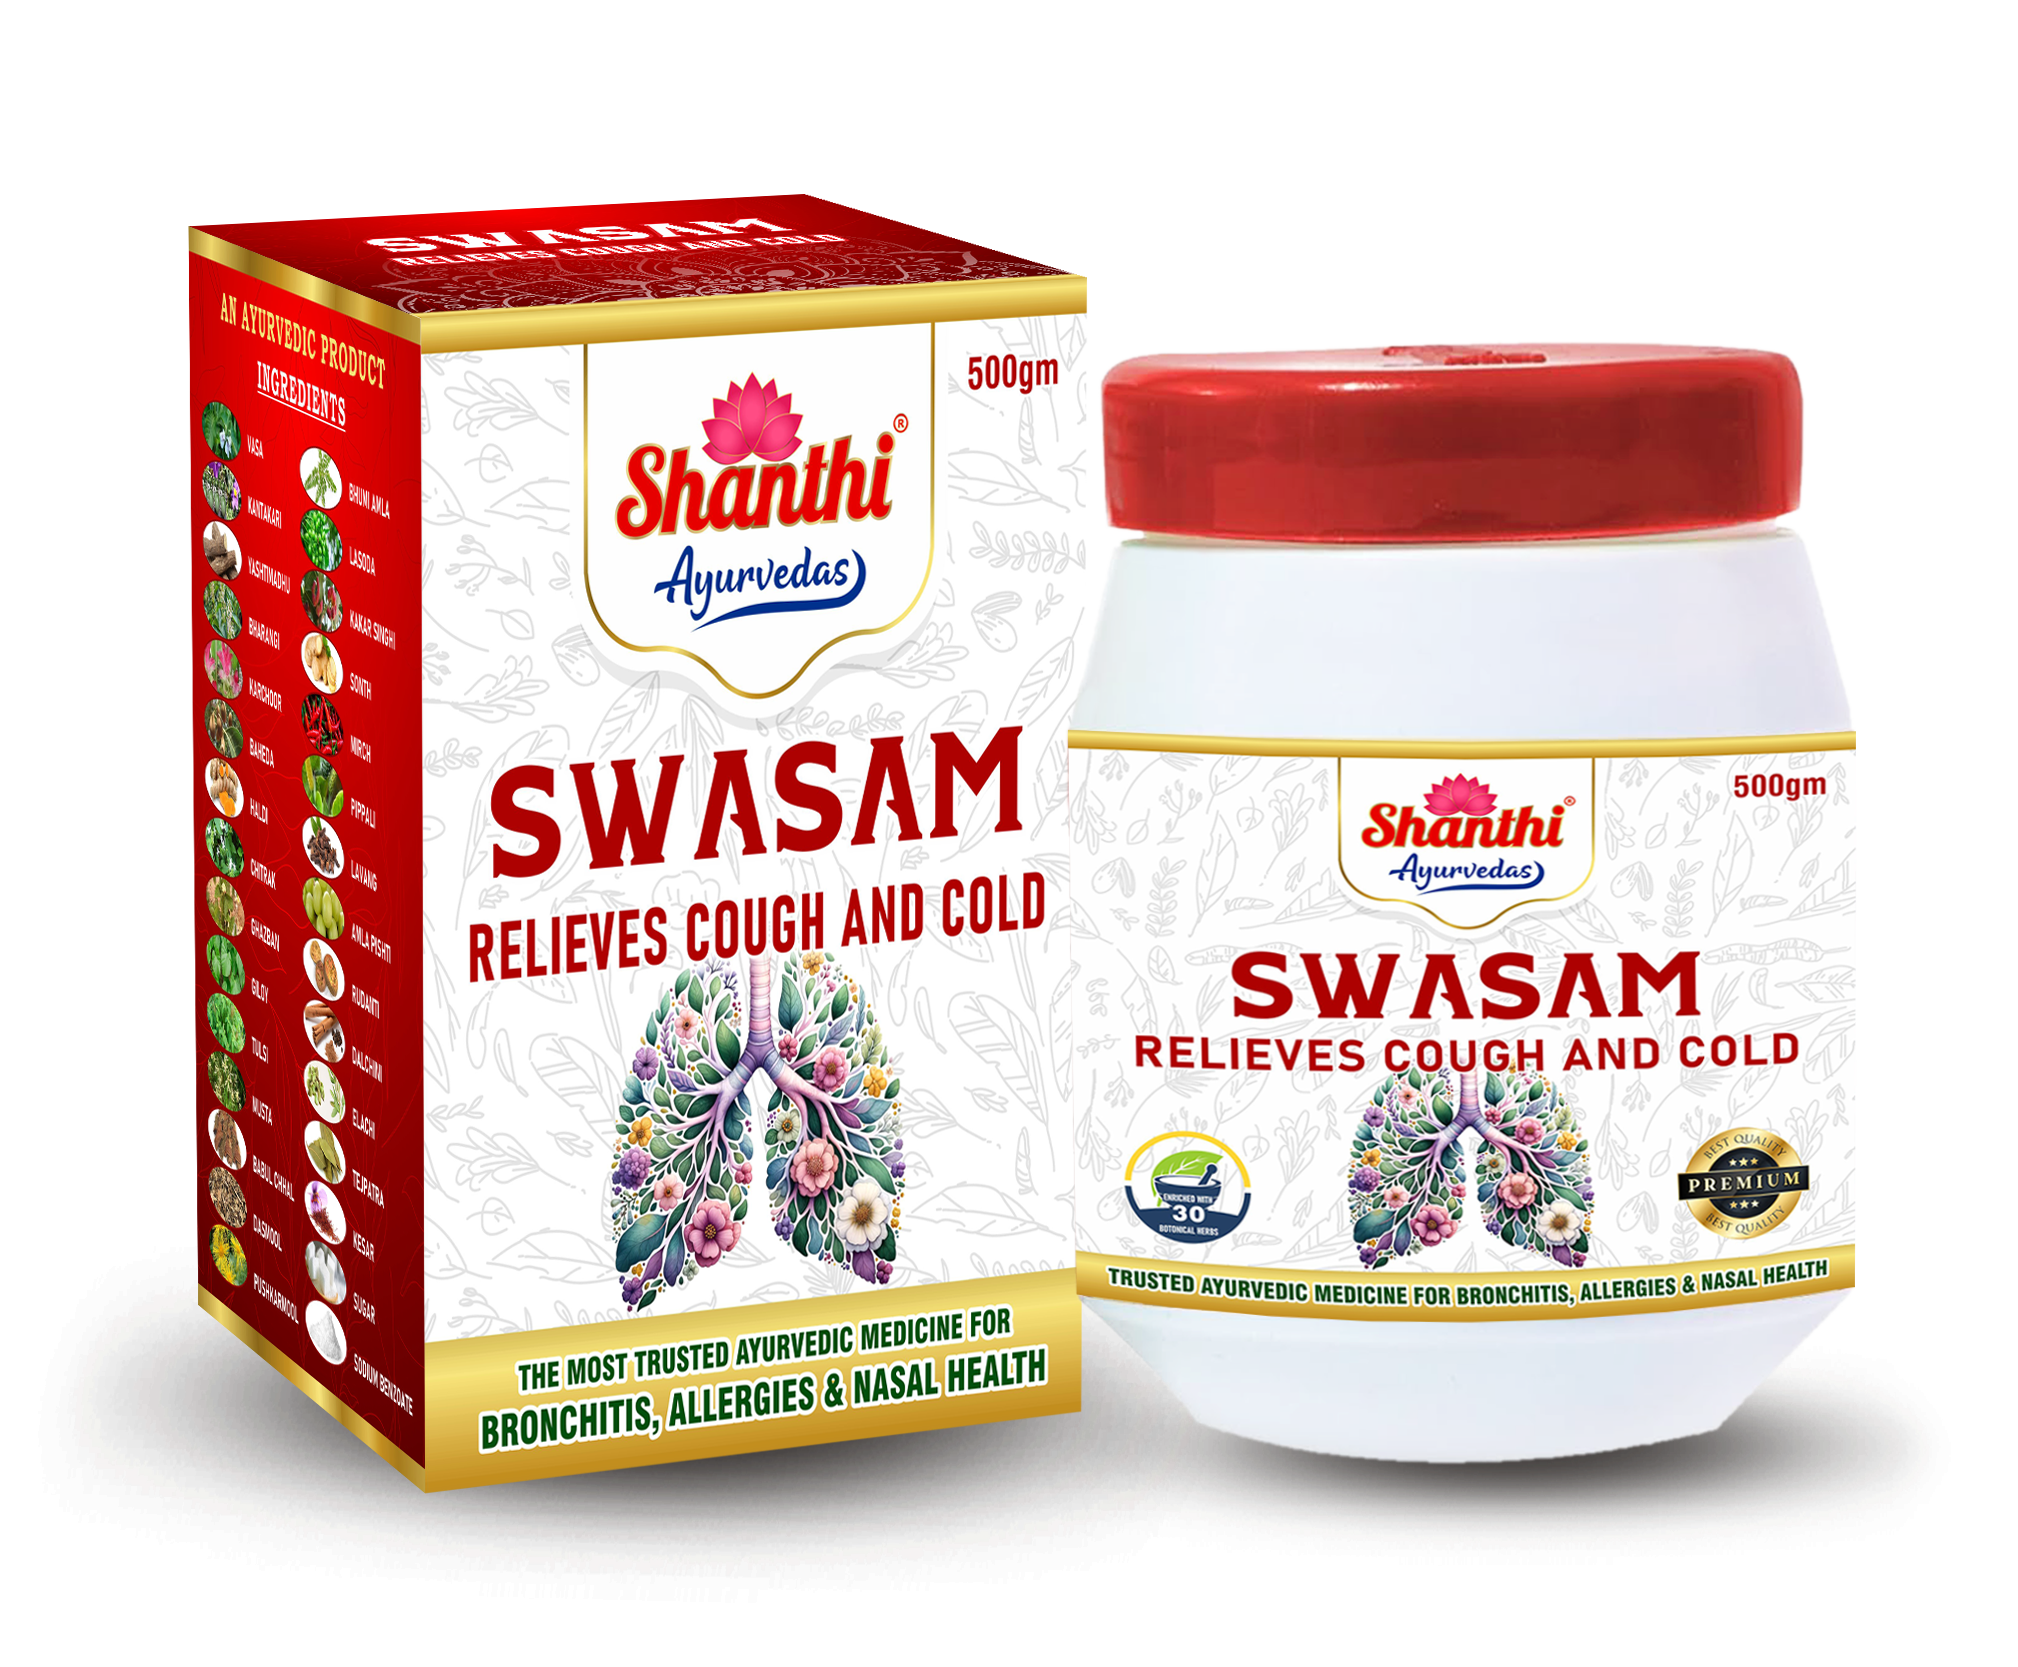 SWASAM
RELIEVES COUGH AND COLD
AN AYURVEDIC PRODUCT
INGREDIENTS
VASA
KANTAKARI
YASHTIMADHU
BHARANGI
KARCHOOR
BAHEDA
HALDI
CHITRAK
GHAZBAN
GILOY
TULSI
MUSTA
BABUL CHHAL
DASMOOL
PUSHKARMOOL
BHUMI AMLA
LASODA
KAKAR SINGHI
SONTH
MIRCH
PIPPALI
LAVANG
AMLA PISHTI
RUDANTI
DALCHINI
ELACHI
TEJPATRA
KESAR
SUGAR
SODIUM BENZOATE
500gm
Shanthi®
Ayurvedas
SWASAM
RELIEVES COUGH AND COLD
THE MOST TRUSTED AYURVEDIC MEDICINE FOR
BRONCHITIS, ALLERGIES & NASAL HEALTH
500gm
Shanthi®
Ayurvedas
SWASAM
RELIEVES COUGH AND COLD
ENRICHED WITH
30
BOTONICAL HERBS
BEST QUALITY
PREMIUM
BEST QUALITY
TRUSTED AYURVEDIC MEDICINE FOR BRONCHITIS, ALLERGIES & NASAL HEALTH